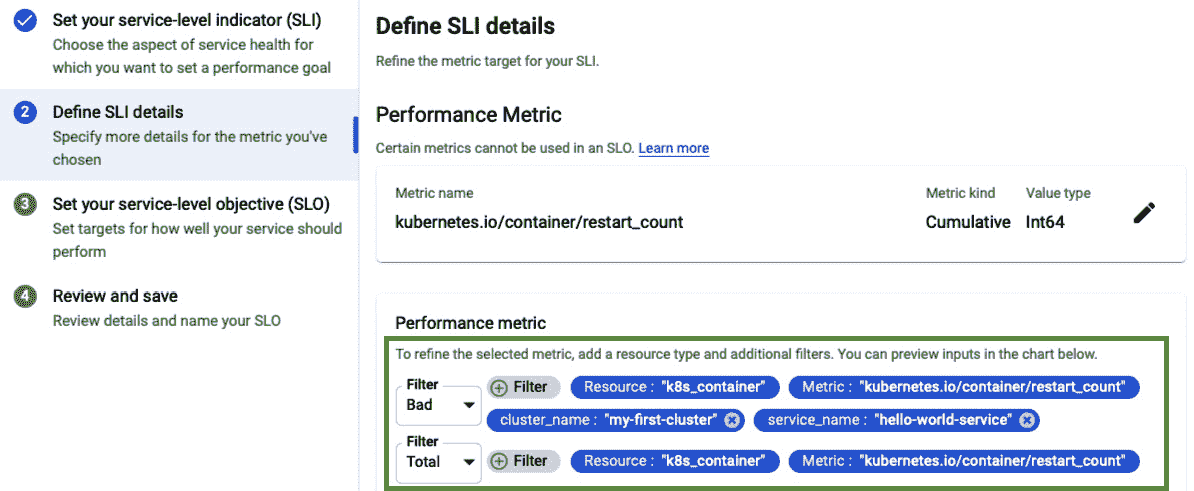 Set your service-level indicator (SLI)
Choose the aspect of service health for
which you want to set a performance goal
2
Define SLI details
Specify more details for the metric you've
chosen
3
Set your service-level objective (SLO)
Set targets for how well your service should
perform
4
Review and save
Review details and name your SLO
Define SLI details
Refine the metric target for your SLI.
Performance Metric
Certain metrics cannot be used in an SLO. Learn more
Metric name Metric kind Value type
kubernetes.io/container/restart_count Cumulative Int64
Performance metric
To refine the selected metric, add a resource type and additional filters. You can preview inputs in the chart below.
Filter
Bad
Filter Resource : "k8s_container" Metric : "kubernetes.io/container/restart_count"
cluster_name : "my-first-cluster" service_name : "hello-world-service"
Filter
Total
Filter Resource : "k8s_container" Metric : "kubernetes.io/container/restart_count"